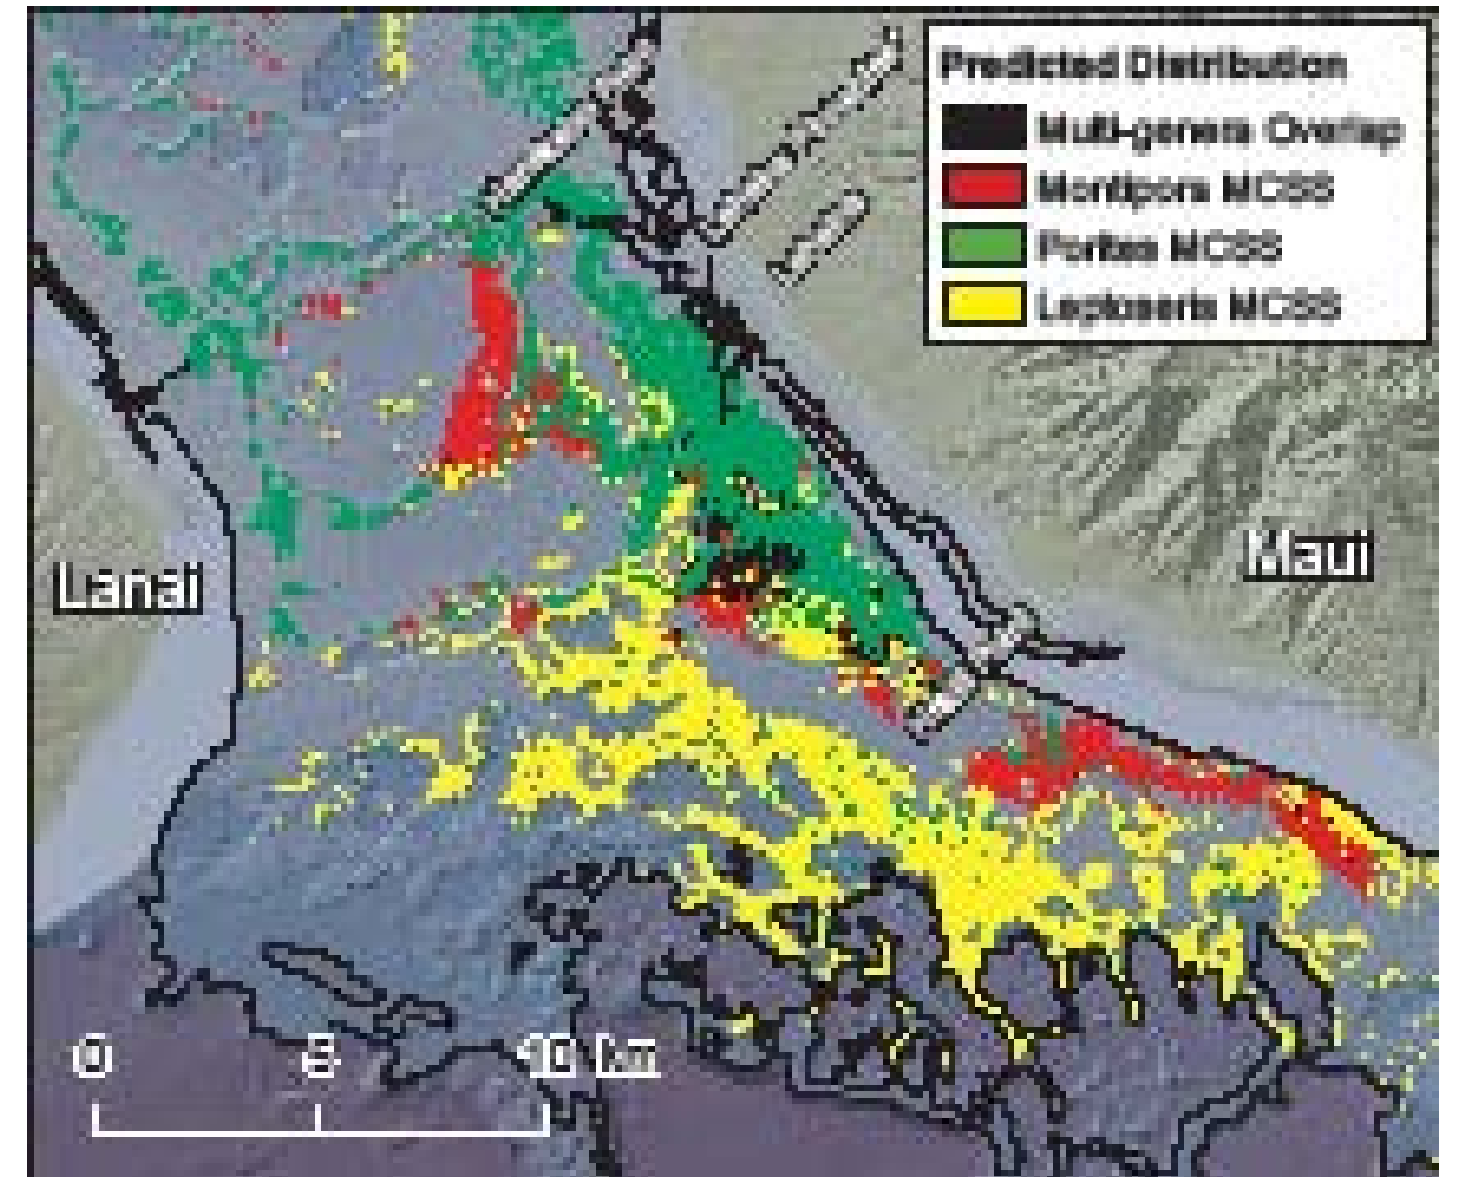 Predicted Distribution
Multi-genera Overlap
Montipora MCSS
Porites MCSS
Leptoseris MCSS
Maui
Lanai
0 5 10 km